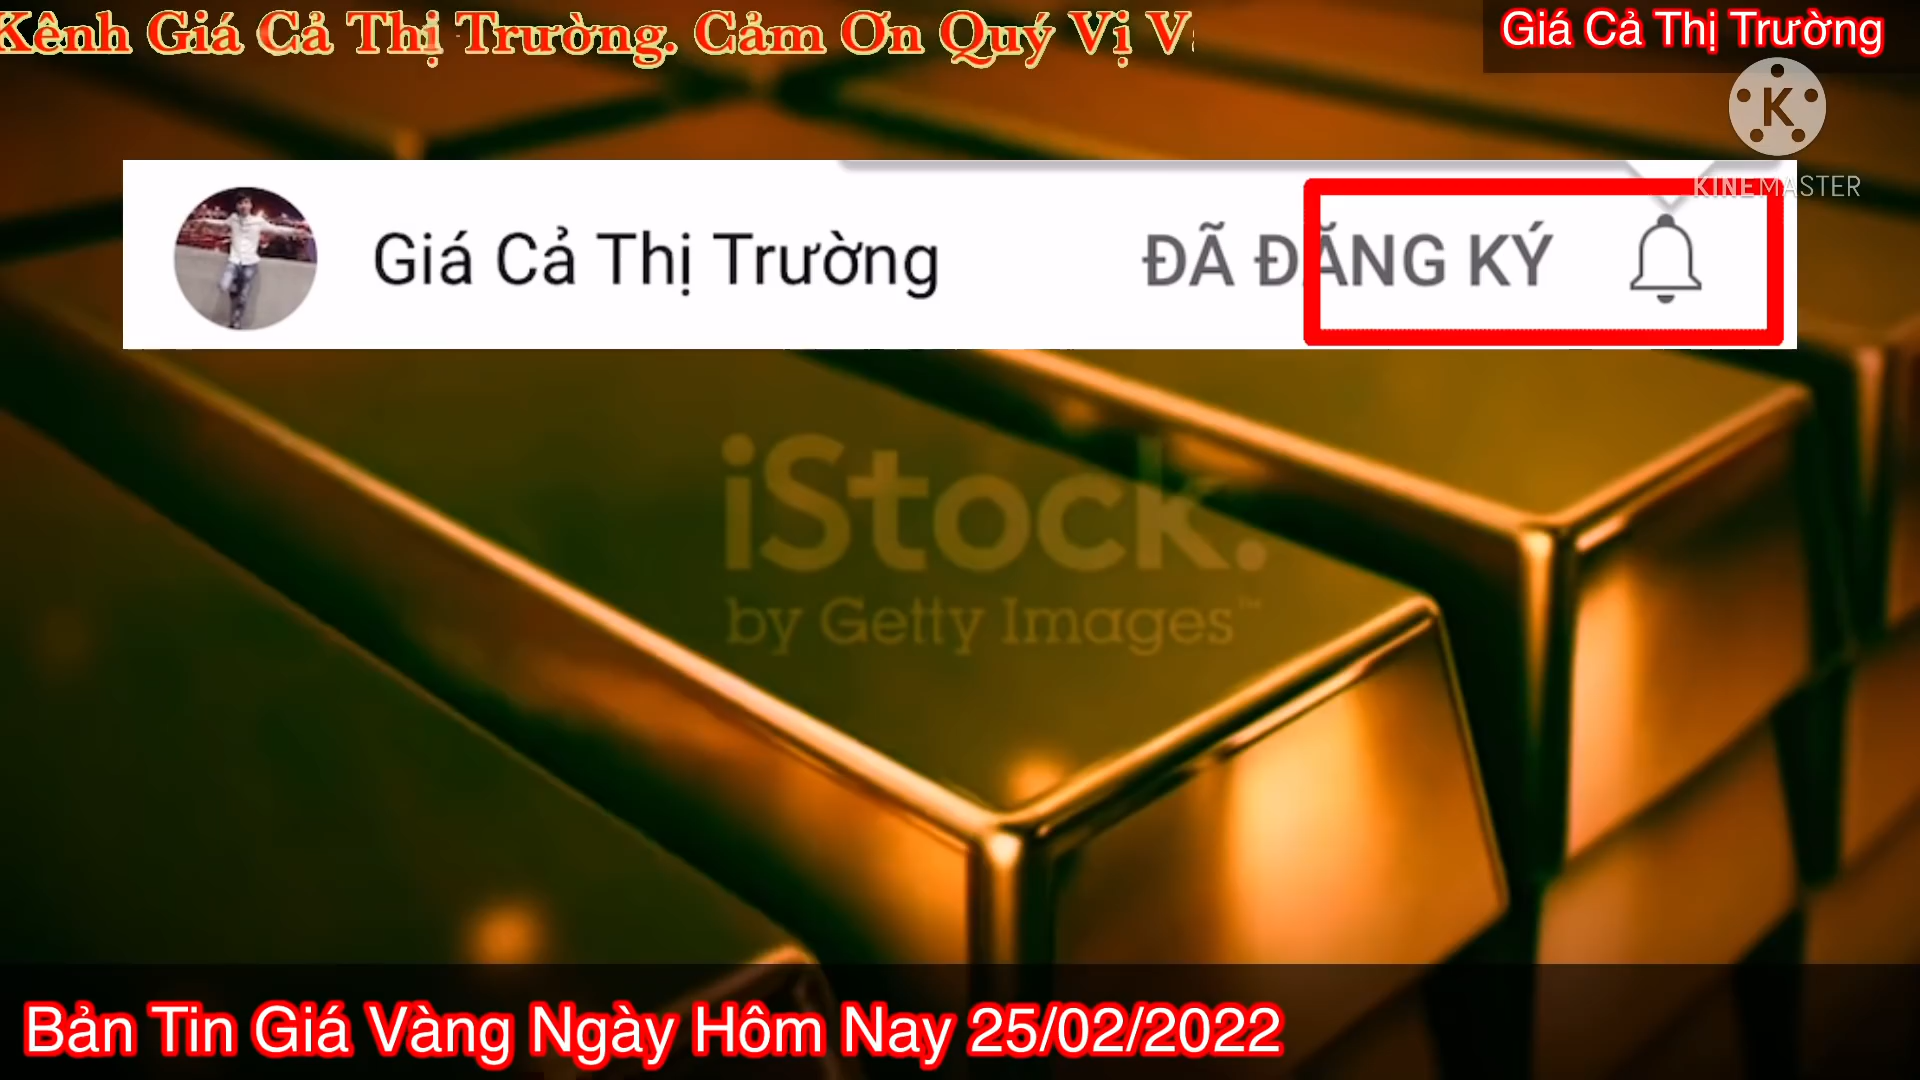 Kênh Giá Cả Thị Trường. Cảm Ơn Quý Vị
Giá Cả Thị Trường
K
KINEMASTER
Giá Cả Thị Trường ĐÃ ĐĂNG KÝ
iStock.
by Getty Images™
Bản Tin Giá Vàng Ngày Hôm Nay 25/02/2022